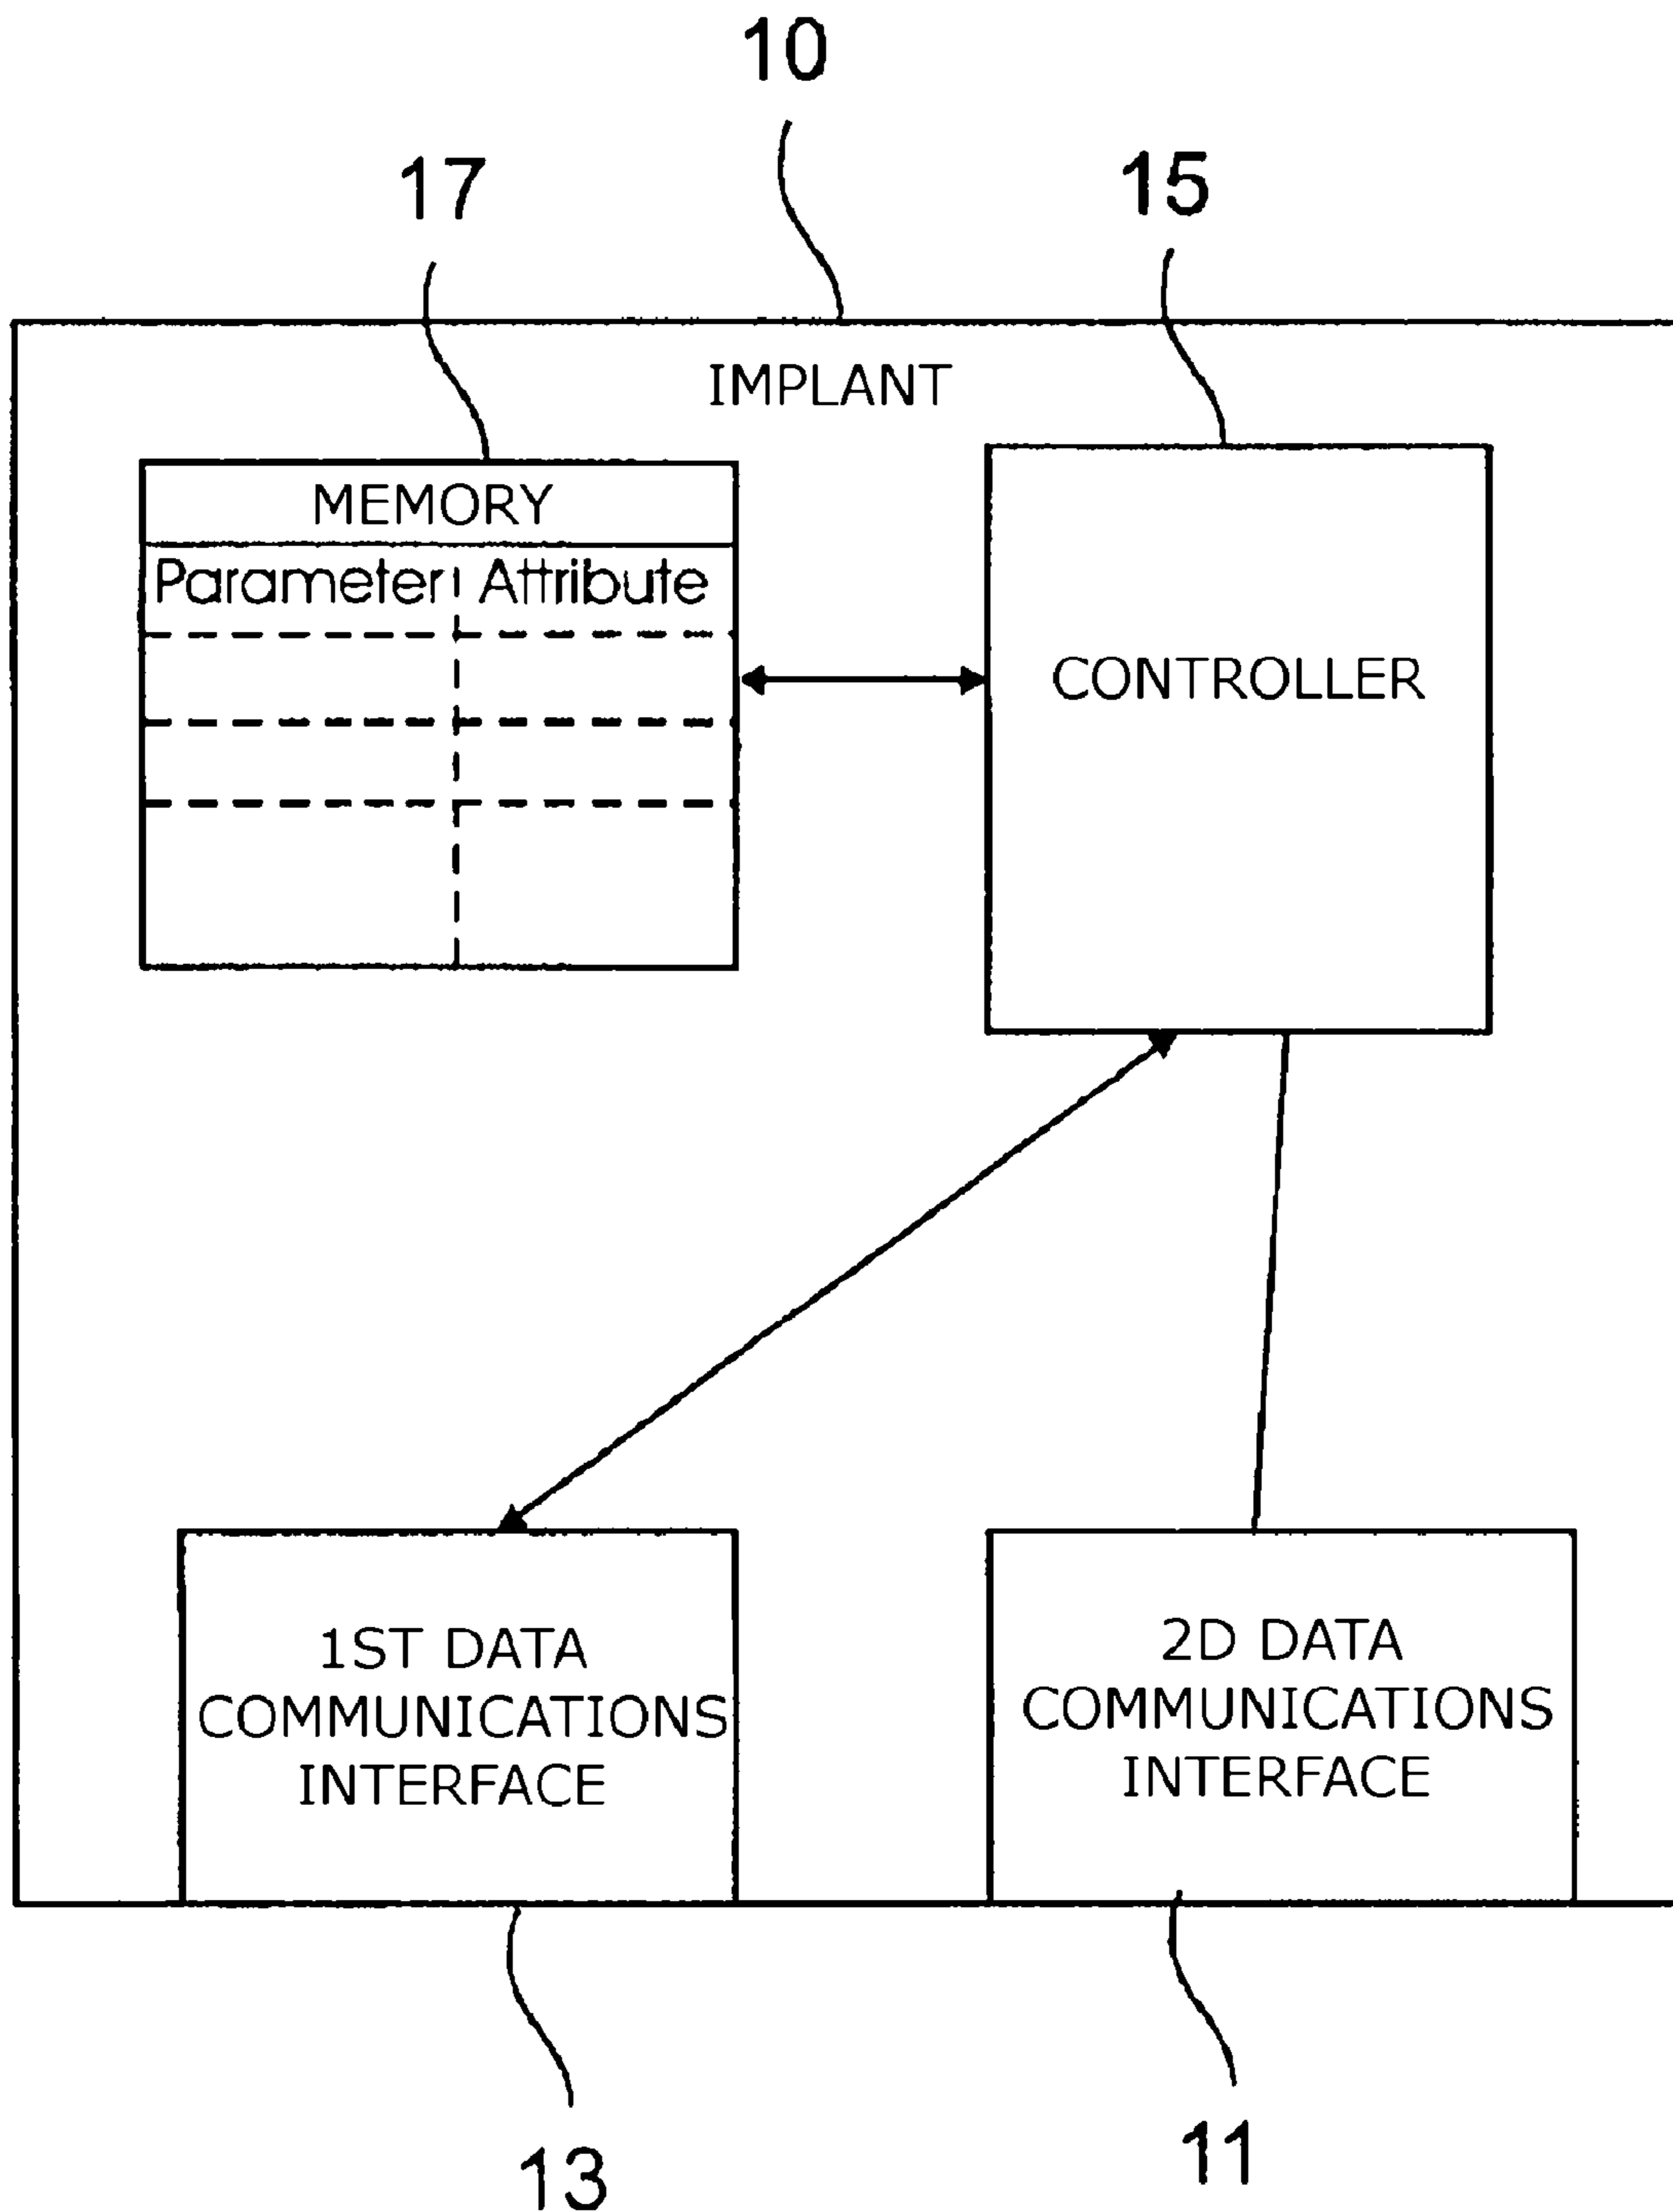 10
17
15
IMPLANT
MEMORY
Parameter Attribute
CONTROLLER
1ST DATA
COMMUNICATIONS
INTERFACE
2D DATA
COMMUNICATIONS
INTERFACE
13
11